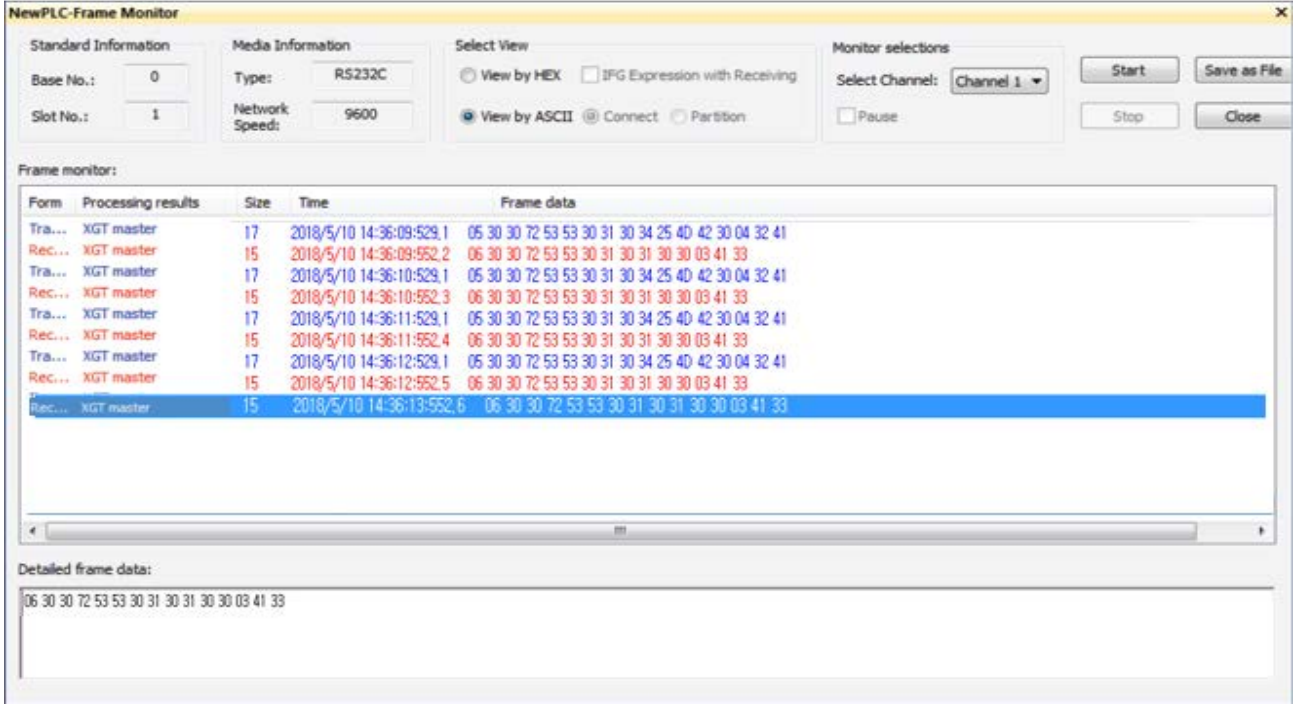 NewPLC-Frame Monitor
Standard Information Media Information Select View Monitor selections
Base No.: 0 Type: RS232C View by HEX IFG Expression with Receiving Select Channel: Channel 1 Start Save as File
Slot No.: 1 Network Speed: 9600 View by ASCII Connect Partition Pause Stop Close
Frame monitor:
Form Processing results Size Time Frame data
Tra... XGT master 17 2018/5/10 14:36:09:529,1 05 30 30 72 53 53 30 31 30 34 25 4D 42 30 04 32 41
Rec... XGT master 15 2018/5/10 14:36:09:552,2 06 30 30 72 53 53 30 31 30 31 30 30 03 41 33
Tra... XGT master 17 2018/5/10 14:36:10:529,1 05 30 30 72 53 53 30 31 30 34 25 4D 42 30 04 32 41
Rec... XGT master 15 2018/5/10 14:36:10:552,3 06 30 30 72 53 53 30 31 30 31 30 30 03 41 33
Tra... XGT master 17 2018/5/10 14:36:11:529,1 05 30 30 72 53 53 30 31 30 34 25 4D 42 30 04 32 41
Rec... XGT master 15 2018/5/10 14:36:11:552,4 06 30 30 72 53 53 30 31 30 31 30 30 03 41 33
Tra... XGT master 17 2018/5/10 14:36:12:529,1 05 30 30 72 53 53 30 31 30 34 25 4D 42 30 04 32 41
Rec... XGT master 15 2018/5/10 14:36:12:552,5 06 30 30 72 53 53 30 31 30 31 30 30 03 41 33
Rec... XGT master 15 2018/5/10 14:36:13:552,6 06 30 30 72 53 53 30 31 30 31 30 30 03 41 33
Detailed frame data:
06 30 30 72 53 53 30 31 30 31 30 30 03 41 33